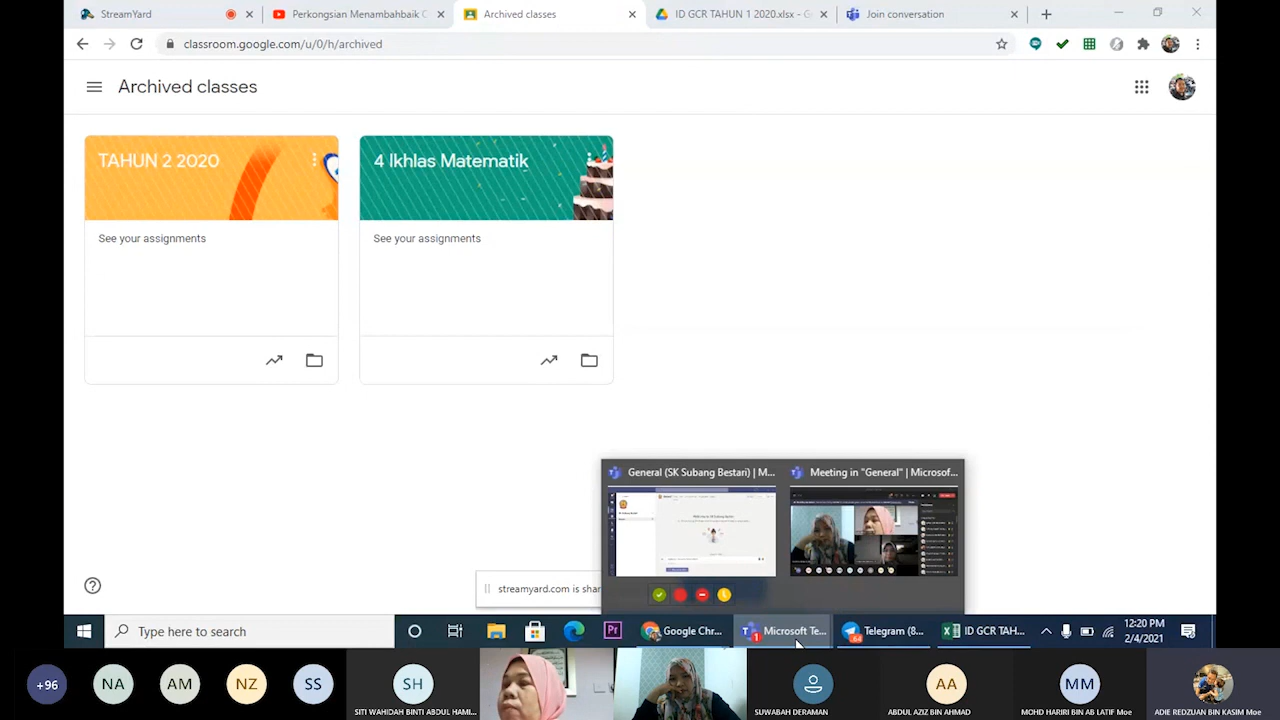 StreamYard
Perkongsian Menambahbaik C
Archived classes
ID GCR TAHUN 1 2020.xlsx - G
Join conversation
classroom.google.com/u/0/h/archived
Archived classes
TAHUN 2 2020
4 Ikhlas Matematik
See your assignments
See your assignments
General (SK Subang Bestari) | M...
Meeting in "General" | Microsof...
streamyard.com is shar
Type here to search
Pr
Google Chr...
Microsoft Te...
1
Telegram (8...
ID GCR TAH...
12:20 PM
2/4/2021
+96
NA
AM
NZ
SS
SH
AA
MM
SITI WAHIDAH BINTI ABDUL HAMI...
SUWABAH DERAMAN
ABDUL AZIZ BIN AHMAD
MOHD HARIRI BIN AB LATIF Moe
ADIE REDZUAN BIN KASIM Moe